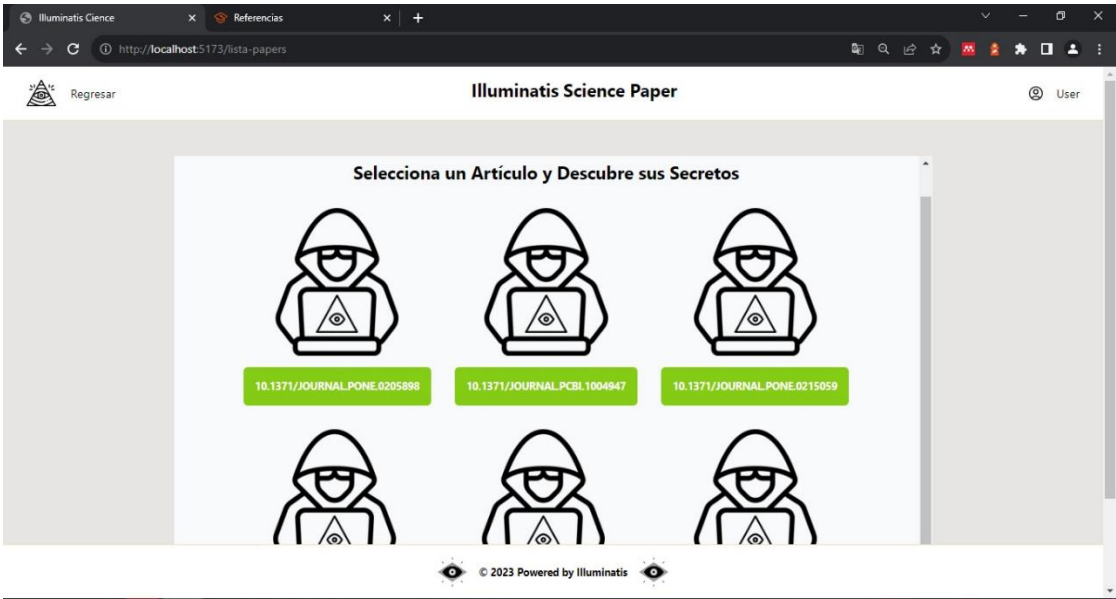 Illuminatis Cience
Referencias
http://localhost:5173/lista-papers
Regresar
Illuminatis Science Paper
User
Selecciona un Artículo y Descubre sus Secretos
10.1371/JOURNAL.PONE.0205898
10.1371/JOURNAL.PCBI.1004947
10.1371/JOURNAL.PONE.0215059
© 2023 Powered by Illuminatis